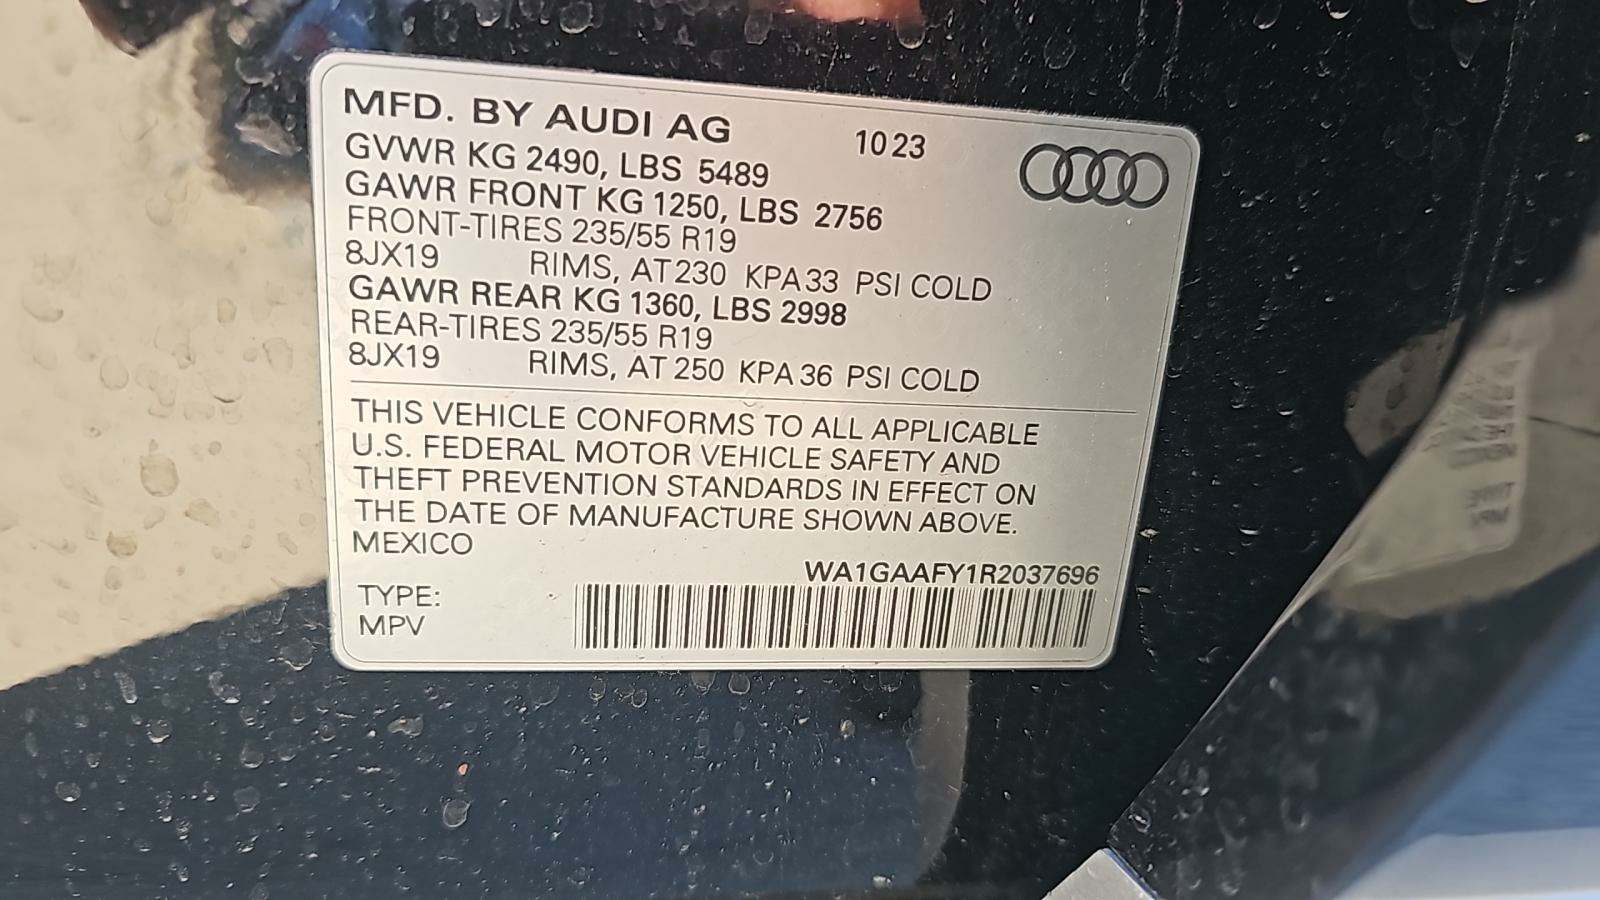 MFD. BY AUDI AG 10 23
GVWR KG 2490, LBS 5489
GAWR FRONT KG 1250, LBS 2756
FRONT-TIRES 235/55 R19
8JX19 RIMS, AT 230 KPA 33 PSI COLD
GAWR REAR KG 1360, LBS 2998
REAR-TIRES 235/55 R19
8JX19 RIMS, AT 250 KPA 36 PSI COLD
THIS VEHICLE CONFORMS TO ALL APPLICABLE
U.S. FEDERAL MOTOR VEHICLE SAFETY AND
THEFT PREVENTION STANDARDS IN EFFECT ON
THE DATE OF MANUFACTURE SHOWN ABOVE.
MEXICO
WA1GAAFY1R2037696
TYPE:
MPV